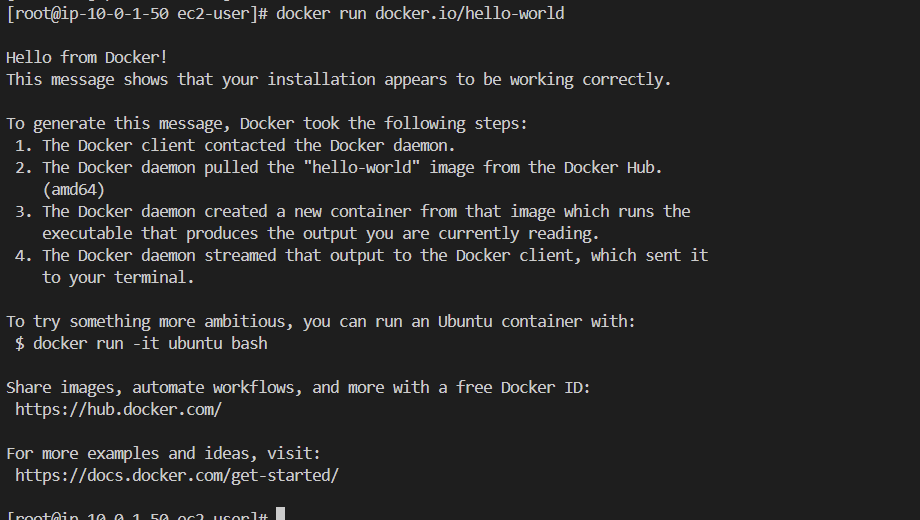 [root@ip-10-0-1-50 ec2-user]# docker run docker.io/hello-world
Hello from Docker!
This message shows that your installation appears to be working correctly.
To generate this message, Docker took the following steps:
1. The Docker client contacted the Docker daemon.
2. The Docker daemon pulled the "hello-world" image from the Docker Hub.
(amd64)
3. The Docker daemon created a new container from that image which runs the
executable that produces the output you are currently reading.
4. The Docker daemon streamed that output to the Docker client, which sent it
to your terminal.
To try something more ambitious, you can run an Ubuntu container with:
$ docker run -it ubuntu bash
Share images, automate workflows, and more with a free Docker ID:
https://hub.docker.com/
For more examples and ideas, visit:
https://docs.docker.com/get-started/
[root@ip-10-0-1-50 ec2-user]#